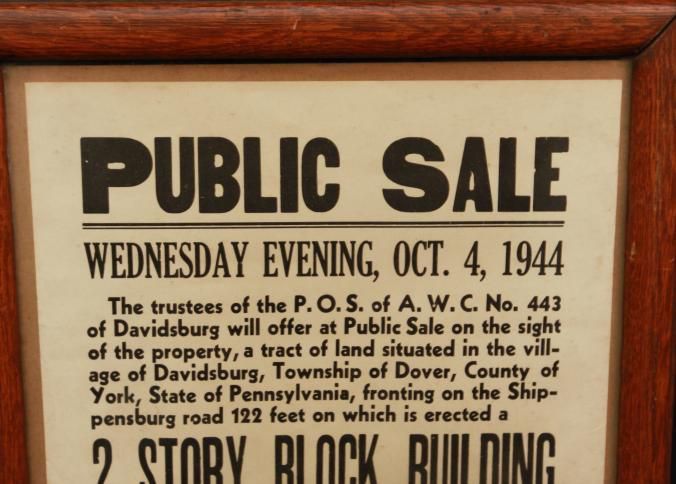 PUBLIC SALE
WEDNESDAY EVENING, OCT. 4, 1944
The trustees of the P. O. S. of A. W. C. No. 443
of Davidsburg will offer at Public Sale on the sight
of the property, a tract of land situated in the vill-
age of Davidsburg, Township of Dover, County of
York, State of Pennsylvania, fronting on the Ship-
pensburg road 122 feet on which is erected a
2 STORY BLOCK BUILDING